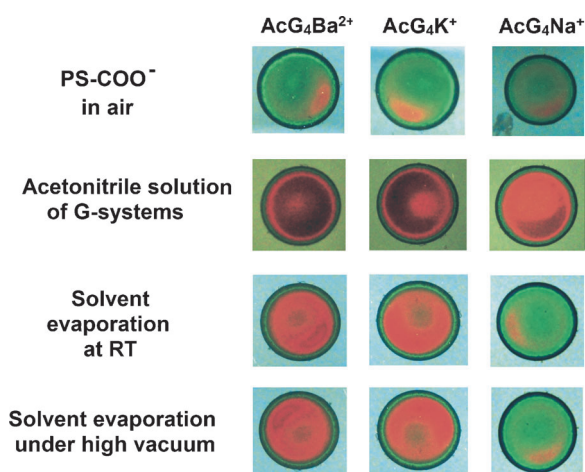 AcG₄Ba²⁺ AcG₄K⁺ AcG₄Na⁺
PS-COO⁻
in air
Acetonitrile solution
of G-systems
Solvent
evaporation
at RT
Solvent evaporation
under high vacuum